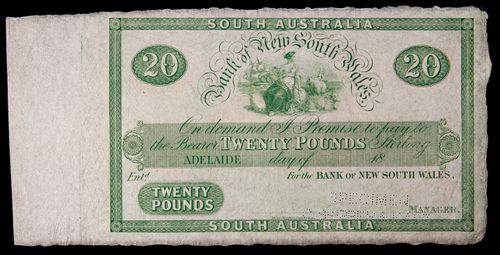 SOUTH AUSTRALIA
20
Bank of New South Wales.
20
On demand I Promise to pay to
the Bearer TWENTY POUNDS Sterling
ADELAIDE day of 18
Entd
For the BANK OF NEW SOUTH WALES.
TWENTY
POUNDS
SPECIMEN
MANAGER.
SOUTH AUSTRALIA